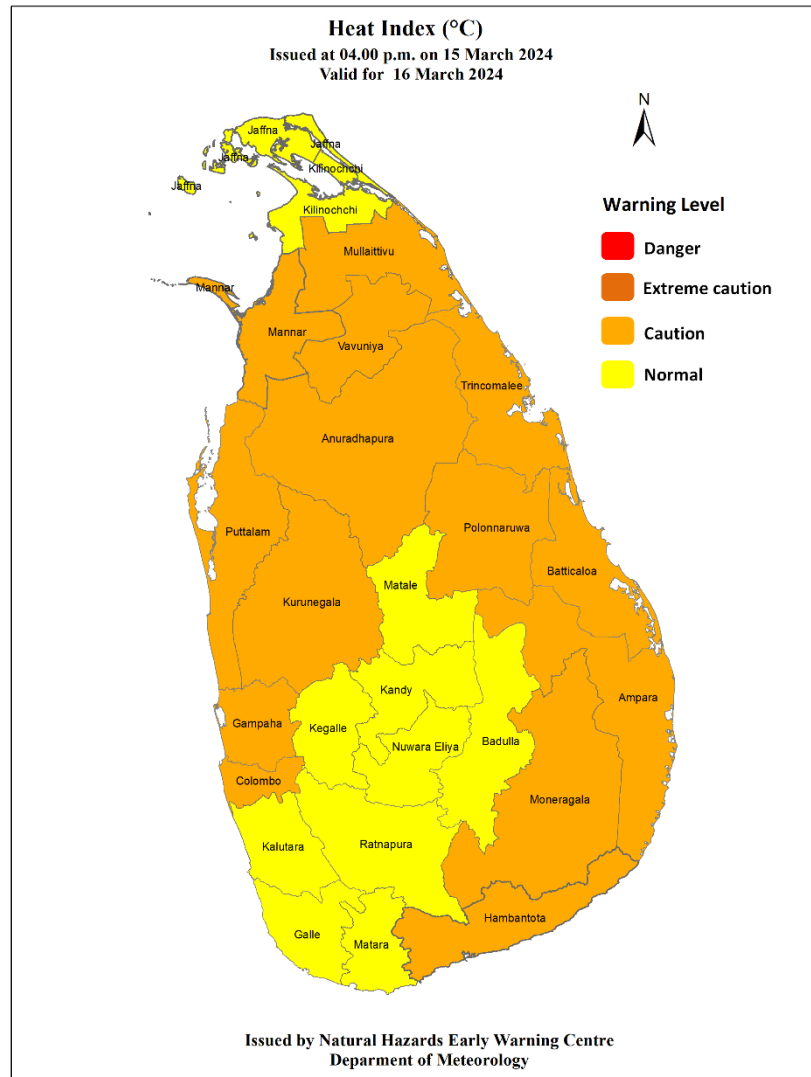 Heat Index (°C)
Issued at 04.00 p.m. on 15 March 2024
Valid for 16 March 2024
N
Jaffna
Jaffna
Jaffna
Kilinochchi
Jaffna
Kilinochchi
Warning Level
Danger
Extreme caution
Caution
Normal
Mullaittivu
Mannar
Mannar
Vavuniya
Trincomalee
Anuradhapura
Puttalam
Polonnaruwa
Batticaloa
Matale
Kurunegala
Kandy
Ampara
Gampaha
Kegalle
Nuwara Eliya
Badulla
Colombo
Moneragala
Kalutara
Ratnapura
Hambantota
Galle
Matara
Issued by Natural Hazards Early Warning Centre
Deparment of Meteorology